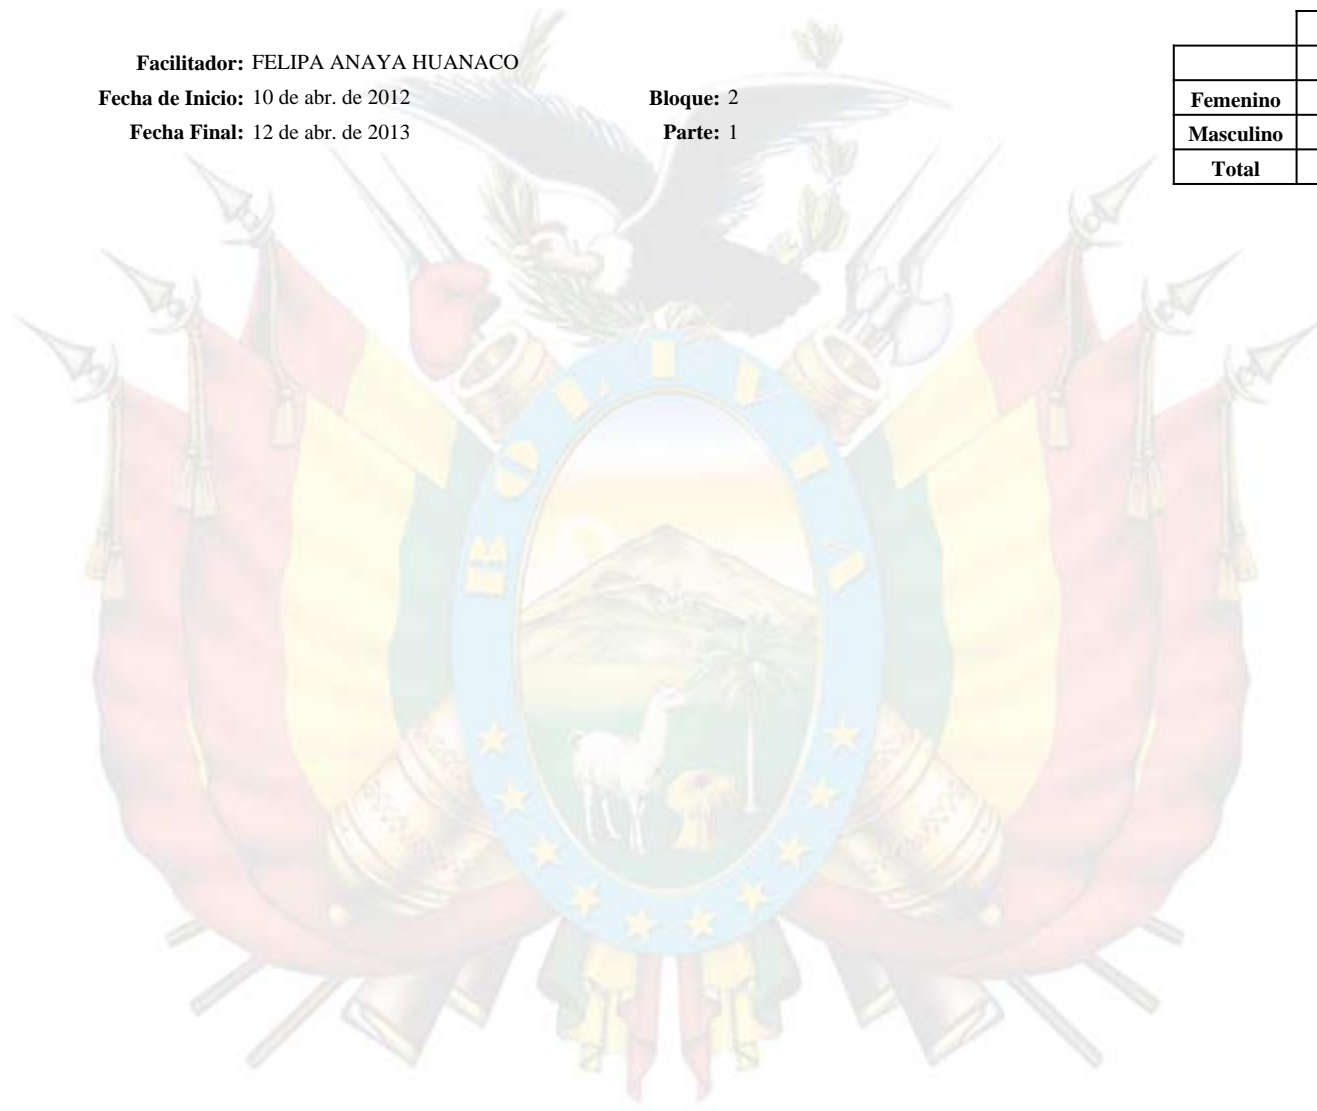 Facilitador: FELIPA ANAYA HUANACO
Fecha de Inicio: 10 de abr. de 2012 Bloque: 2
Fecha Final: 12 de abr. de 2013 Parte: 1
Femenino
Masculino
Total
BOLIVIA